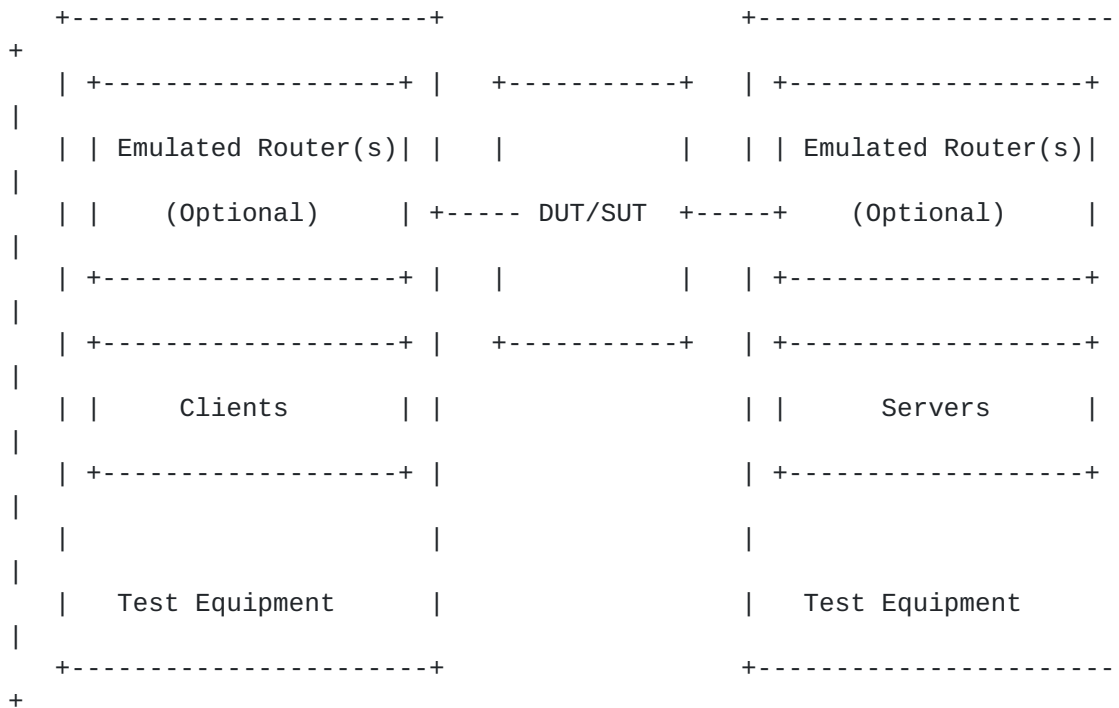 +-----------------------+                   +-----------------------
+
   | +-------------------+ |   +-----------+   | +-------------------+
|
   | | Emulated Router(s)| |   |           |   | | Emulated Router(s)|
|
   | |    (Optional)     | +----- DUT/SUT  +-----+    (Optional)     |
|
   | +-------------------+ |   |           |   | +-------------------+
|
   | +-------------------+ |   +-----------+   | +-------------------+
|
   | |     Clients       | |                   | |      Servers      |
|
   | +-------------------+ |                   | +-------------------+
|
   |                       |                   |
|
   |   Test Equipment      |                   |   Test Equipment
|
   +-----------------------+                   +-----------------------
+